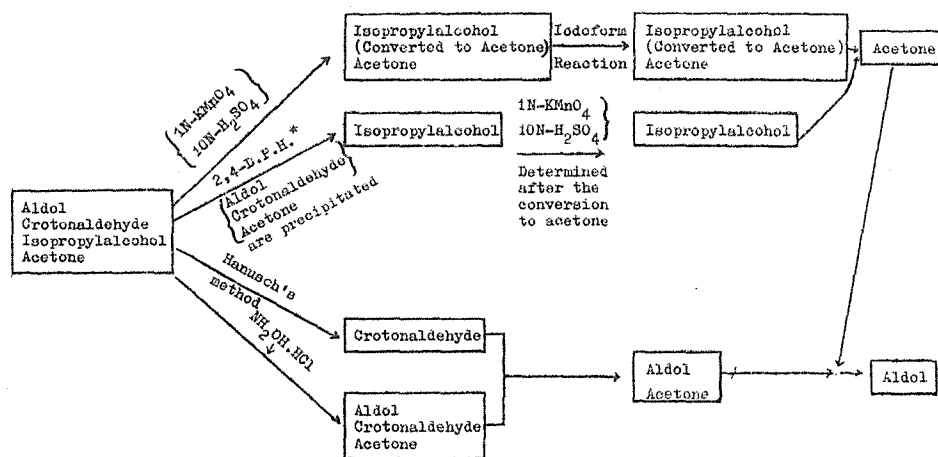 Isopropylalcohol
(Converted to Acetone)
Acetone
Iodoform
Reaction
Isopropylalcohol
(Converted to Acetone)
Acetone
Acetone
1N-KMnO4
10N-H2SO4
Isopropylalcohol
1N-KMnO4
10N-H2SO4
Determined
after the
conversion
to acetone
Isopropylalcohol
2,4-D.P.H.*
Aldol
Crotonaldehyde
Acetone
are precipitated
Aldol
Crotonaldehyde
Isopropylalcohol
Acetone
Hanusch's
method
NH2OH.HCl
Crotonaldehyde
Aldol
Crotonaldehyde
Acetone
Aldol
Acetone
Aldol